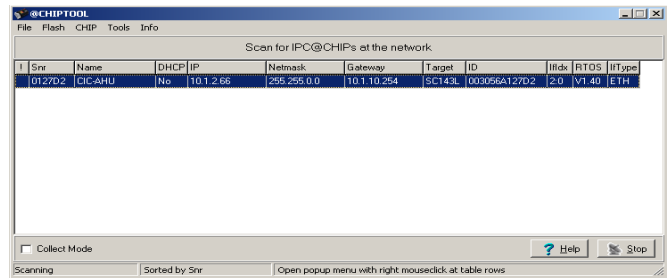 @CHIPTOOL
File Flash CHIP Tools Info
Scan for IPC@CHIPs at the network
! Snr Name DHCP IP Netmask Gateway Target ID IfIdx RTOS IfType
0127D2 CIC-AHU No 10.1.2.66 255.255.0.0 10.1.10.254 SC143L 003056A127D2 2:0 V1.40 ETH
Collect Mode
? Help Stop
Scanning Sorted by Snr Open popup menu with right mouseclick at table rows